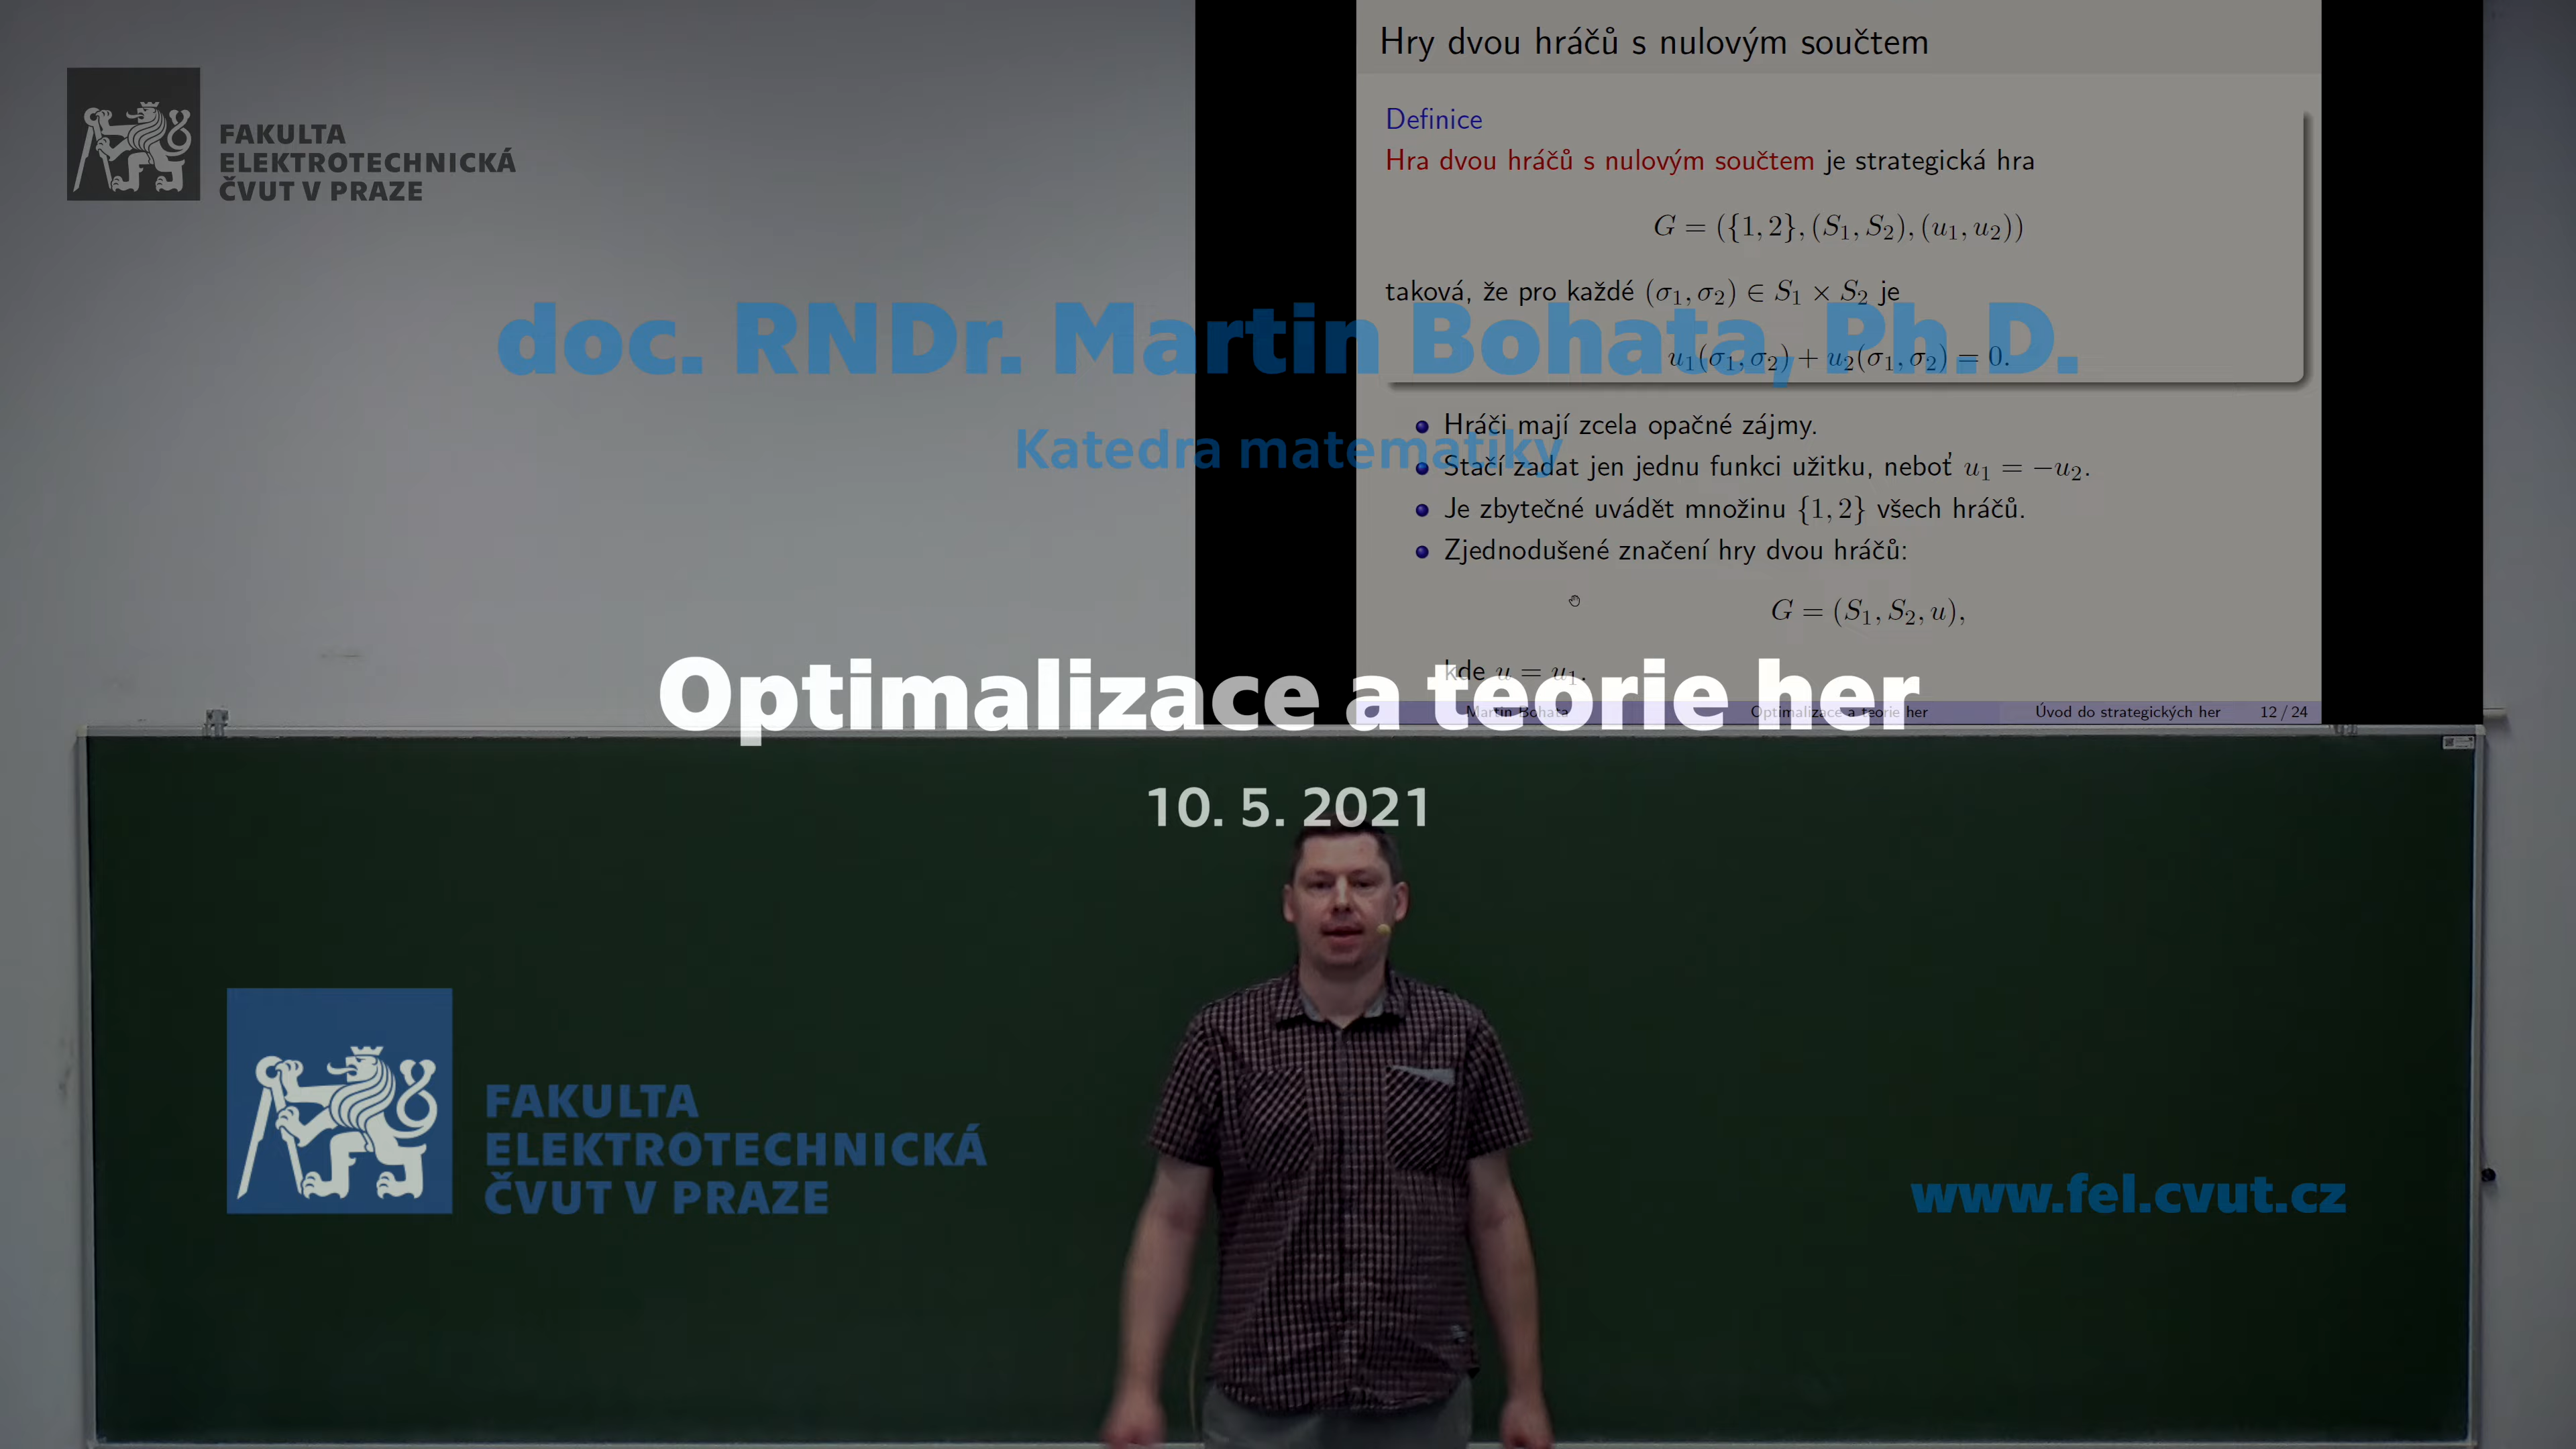 Hry dvou hráčů s nulovým součtem
Definice
Hra dvou hráčů s nulovým součtem je strategická hra
G = ({1, 2}, (S₁, S₂), (u₁, u₂))
taková, že pro každé (σ₁, σ₂) ∈ S₁ × S₂ je
u₁(σ₁, σ₂) + u₂(σ₁, σ₂) = 0.
Hráči mají zcela opačné zájmy.
Stačí zadat jen jednu funkci užitku, neboť u₁ = −u₂.
Je zbytečné uvádět množinu {1, 2} všech hráčů.
Zjednodušené značení hry dvou hráčů:
G = (S₁, S₂, u),
kde u = u₁.
Martin Bohata Optimalizace a teorie her Úvod do strategických her 12 / 24
FAKULTA
ELEKTROTECHNICKÁ
ČVUT V PRAZE
doc. RNDr. Martin Bohata, Ph.D.
Katedra matematiky
Optimalizace a teorie her
10. 5. 2021
FAKULTA
ELEKTROTECHNICKÁ
ČVUT V PRAZE
www.fel.cvut.cz